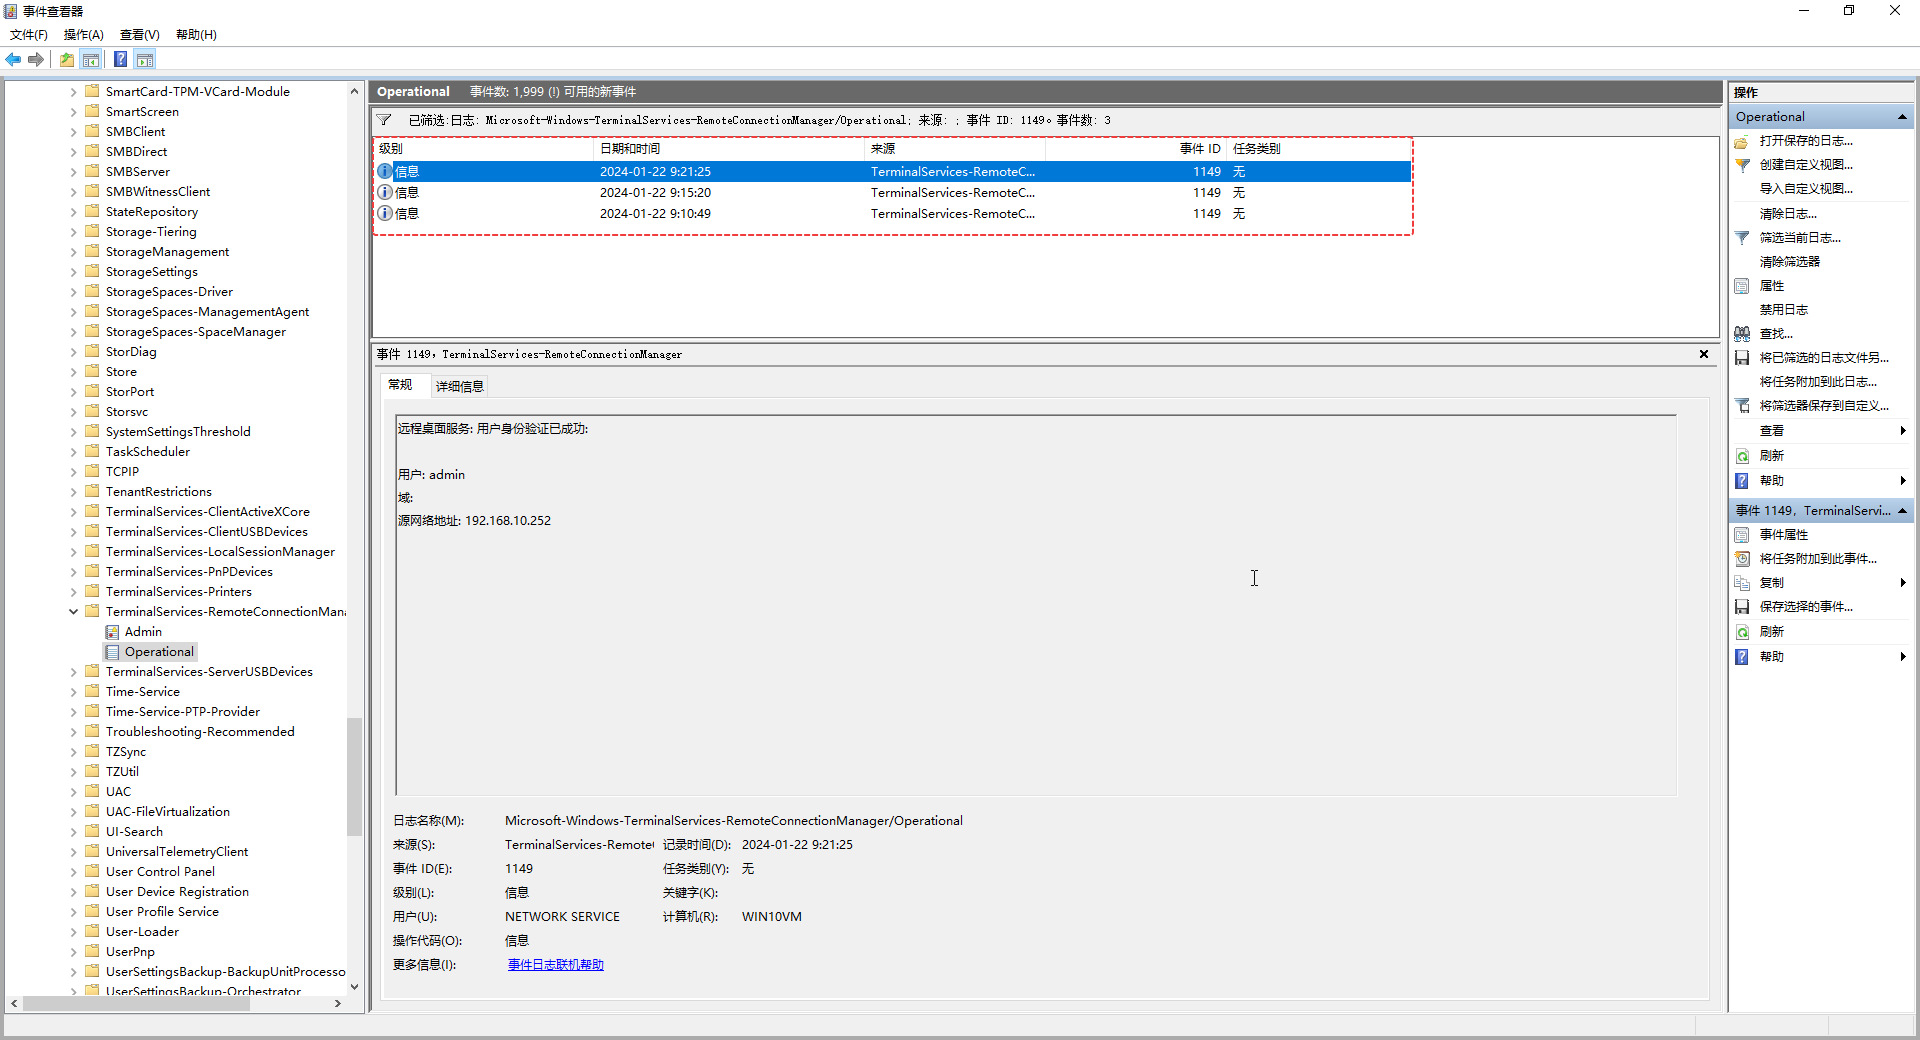 事件查看器
文件(F) 操作(A) 查看(V) 帮助(H)
SmartCard-TPM-VCard-Module
SmartScreen
SMBClient
SMBDirect
SMBServer
SMBWitnessClient
StateRepository
Storage-Tiering
StorageManagement
StorageSettings
StorageSpaces-Driver
StorageSpaces-ManagementAgent
StorageSpaces-SpaceManager
StorDiag
Store
StorPort
Storsvc
SystemSettingsThreshold
TaskScheduler
TCPIP
TenantRestrictions
TerminalServices-ClientActiveXCore
TerminalServices-ClientUSBDevices
TerminalServices-LocalSessionManager
TerminalServices-PnPDevices
TerminalServices-Printers
TerminalServices-RemoteConnectionMana
Admin
Operational
TerminalServices-ServerUSBDevices
Time-Service
Time-Service-PTP-Provider
Troubleshooting-Recommended
TZSync
TZUtil
UAC
UAC-FileVirtualization
UI-Search
UniversalTelemetryClient
User Control Panel
User Device Registration
User Profile Service
User-Loader
UserPnp
UserSettingsBackup-BackupUnitProcesso
UserSettingsBackup-Orchestrator
Operational 事件数: 1,999 (!) 可用的新事件
已筛选:日志: Microsoft-Windows-TerminalServices-RemoteConnectionManager/Operational; 来源: ; 事件 ID: 1149。事件数: 3
级别 日期和时间 来源 事件 ID 任务类别
信息 2024-01-22 9:21:25 TerminalServices-RemoteC... 1149 无
信息 2024-01-22 9:15:20 TerminalServices-RemoteC... 1149 无
信息 2024-01-22 9:10:49 TerminalServices-RemoteC... 1149 无
事件 1149，TerminalServices-RemoteConnectionManager
常规 详细信息
远程桌面服务: 用户身份验证已成功:
用户: admin
域:
源网络地址: 192.168.10.252
日志名称(M): Microsoft-Windows-TerminalServices-RemoteConnectionManager/Operational
来源(S): TerminalServices-Remote( 记录时间(D): 2024-01-22 9:21:25
事件 ID(E): 1149 任务类别(Y): 无
级别(L): 信息 关键字(K):
用户(U): NETWORK SERVICE 计算机(R): WIN10VM
操作代码(O): 信息
更多信息(I): 事件日志联机帮助
操作
Operational
打开保存的日志...
创建自定义视图...
导入自定义视图...
清除日志...
筛选当前日志...
清除筛选器
属性
禁用日志
查找...
将已筛选的日志文件另...
将任务附加到此日志...
将筛选器保存到自定义...
查看
刷新
帮助
事件 1149，TerminalServi...
事件属性
将任务附加到此事件...
复制
保存选择的事件...
刷新
帮助